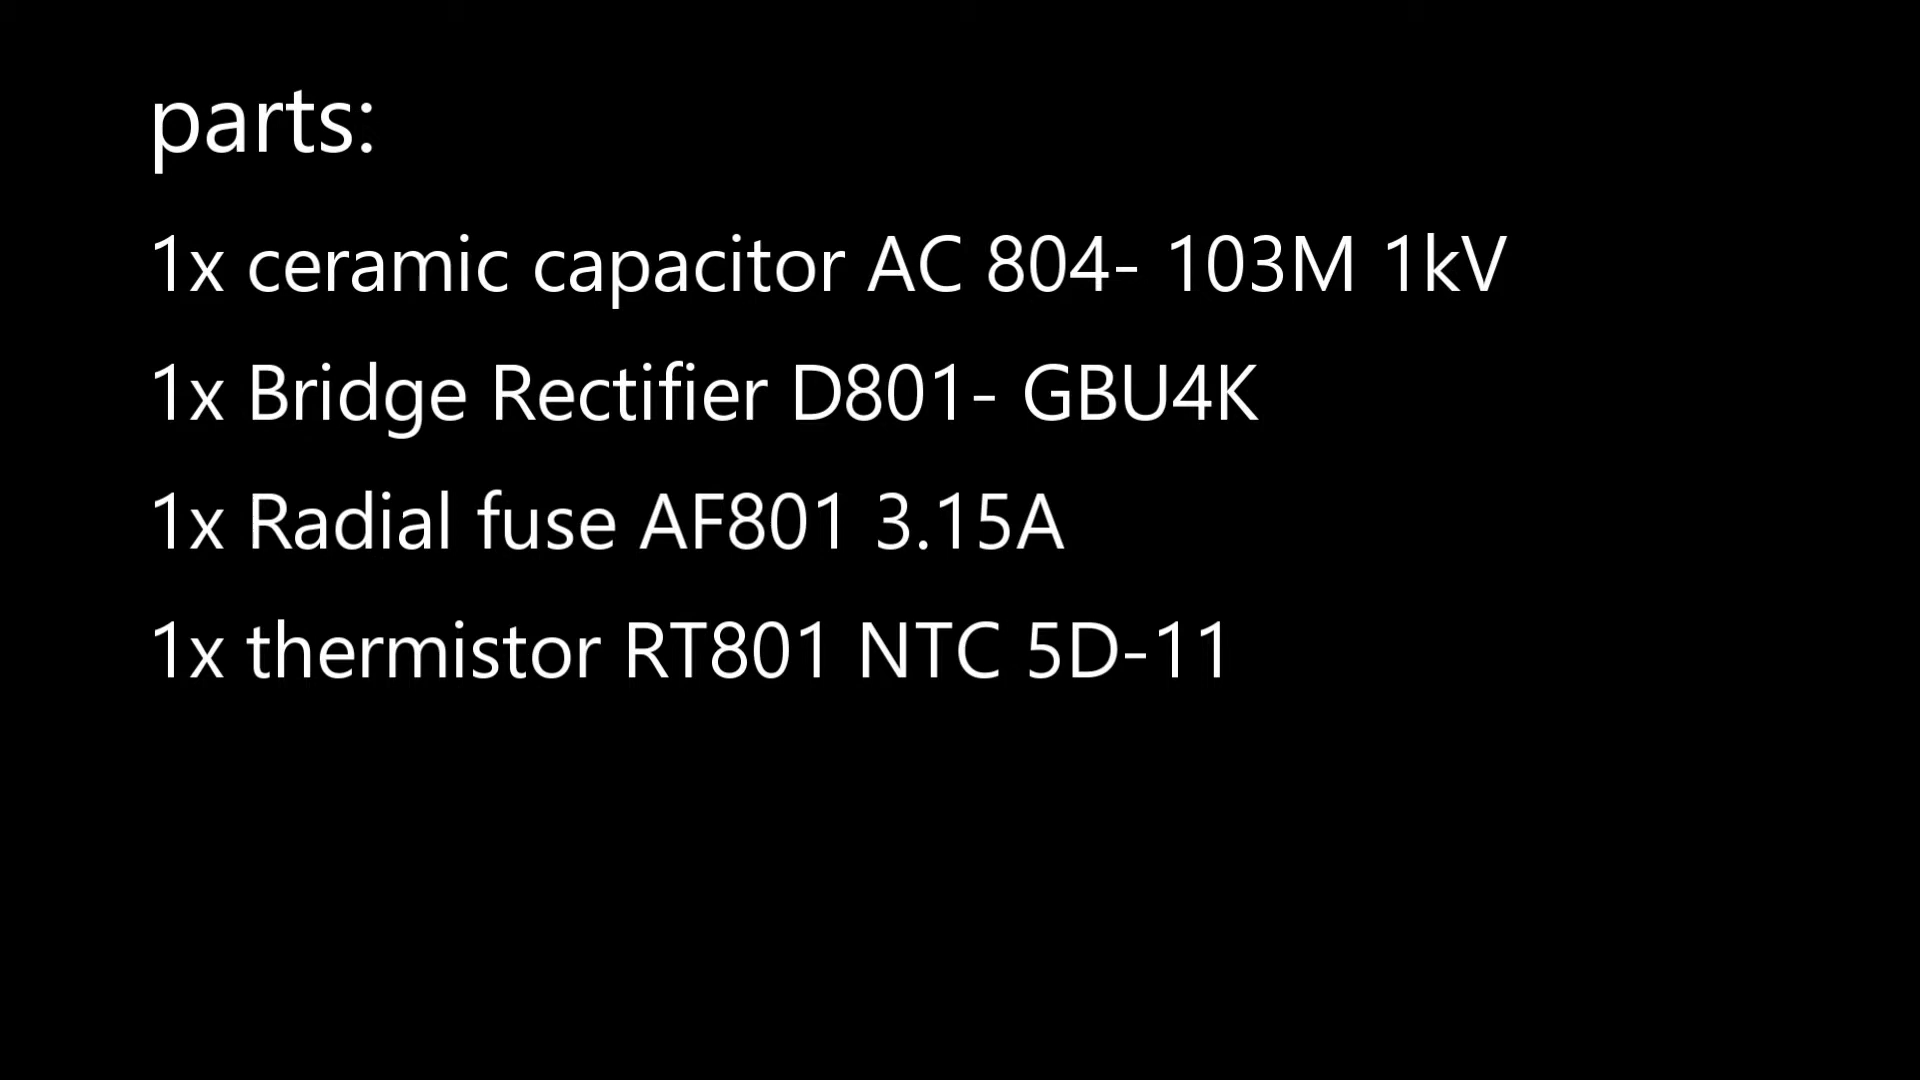 parts:
1x ceramic capacitor AC 804- 103M 1kV
1x Bridge Rectifier D801- GBU4K
1x Radial fuse AF801 3.15A
1x thermistor RT801 NTC 5D-11